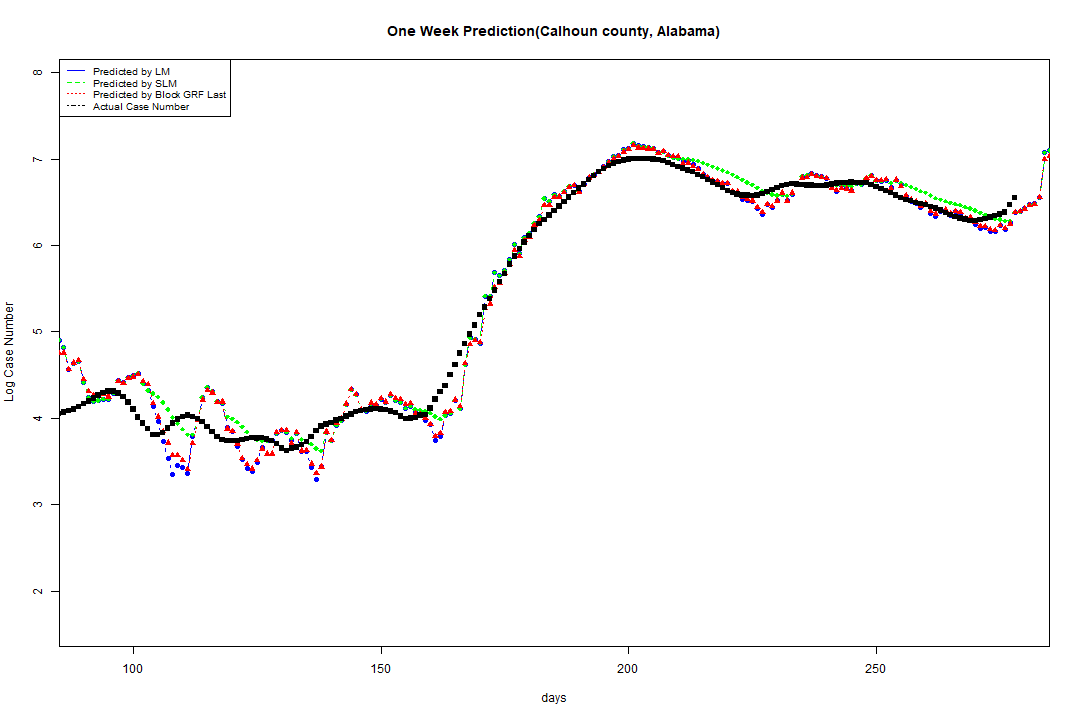 One Week Prediction(Calhoun county, Alabama)
Predicted by LM
Predicted by SLM
Predicted by Block GRF Last
Actual Case Number
8
7
6
5
4
3
2
Log Case Number
100
150
200
250
days